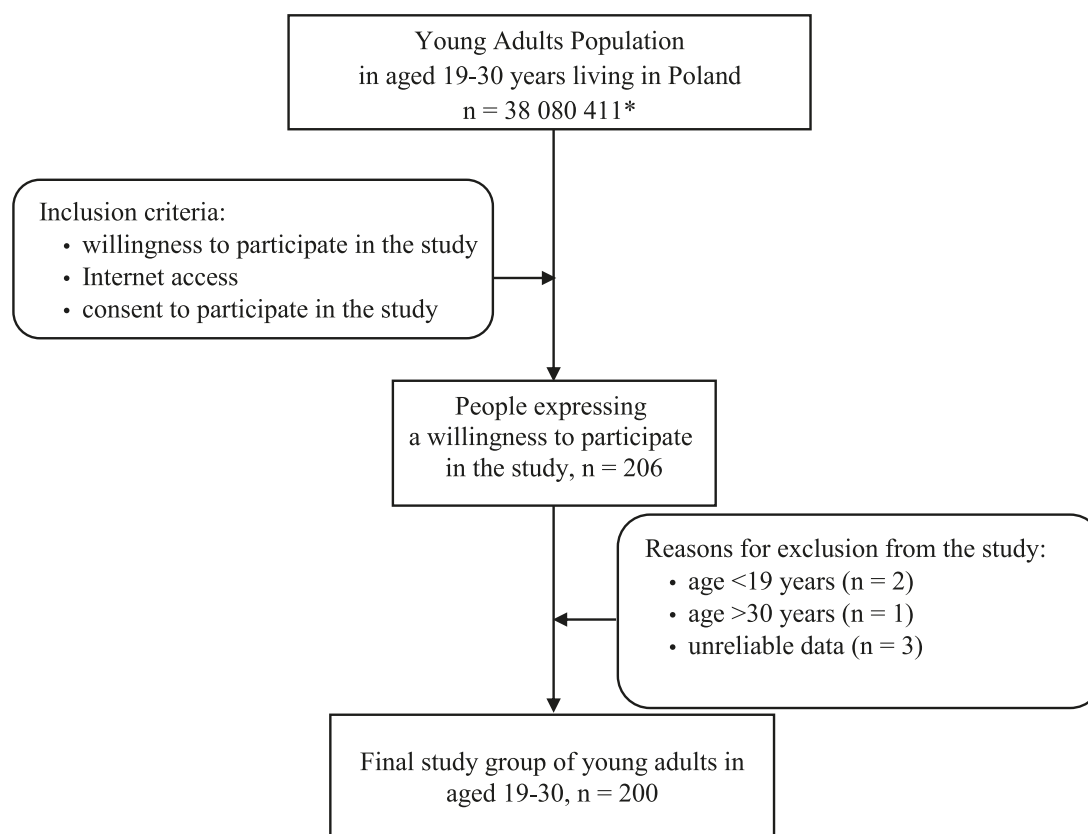 Young Adults Population
in aged 19-30 years living in Poland
n = 38 080 411*
Inclusion criteria:
• willingness to participate in the study
• Internet access
• consent to participate in the study
People expressing
a willingness to participate
in the study, n = 206
Reasons for exclusion from the study:
• age <19 years (n = 2)
• age >30 years (n = 1)
• unreliable data (n = 3)
Final study group of young adults in
aged 19-30, n = 200